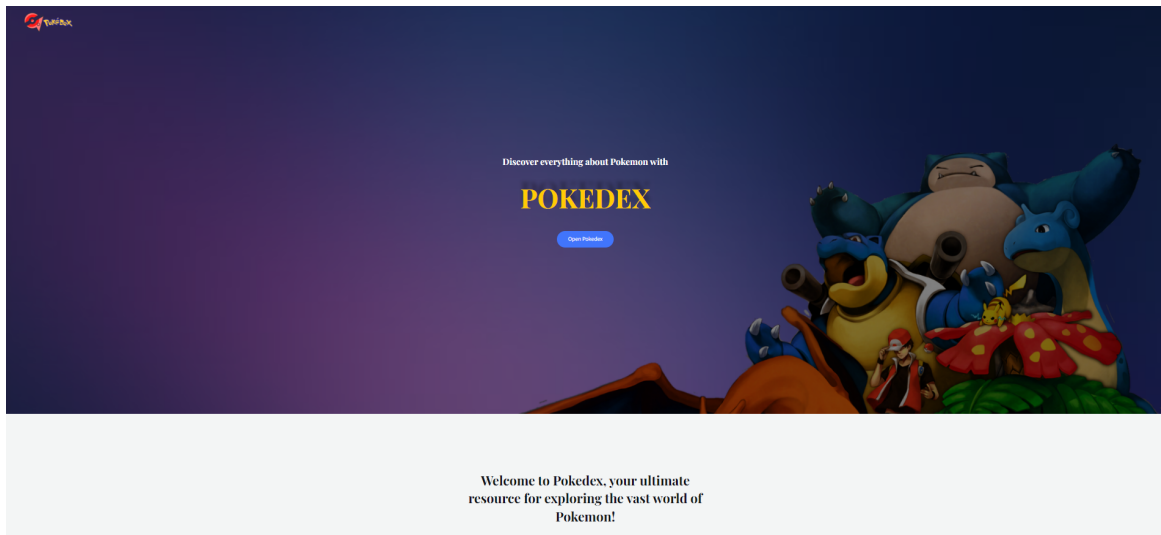 POKÉDEX
Discover everything about Pokemon with
POKEDEX
Open Pokedex
Welcome to Pokedex, your ultimate
resource for exploring the vast world of
Pokemon!